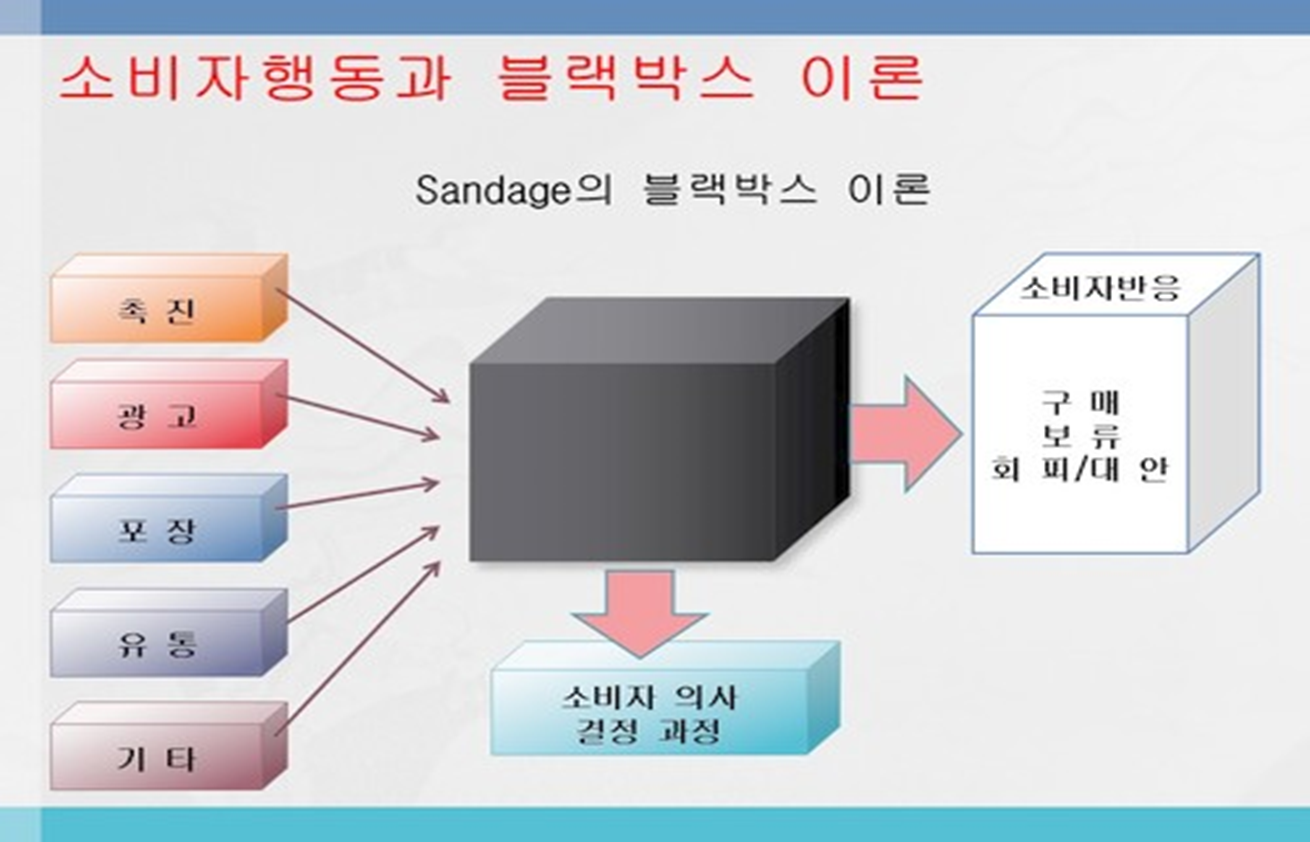 소비자행동과 블랙박스 이론
Sandage의 블랙박스 이론
촉 진
광 고
포 장
유 통
기 타
소비자 의사
결정 과정
소비자반응
구 매
보 류
회 피/대 안